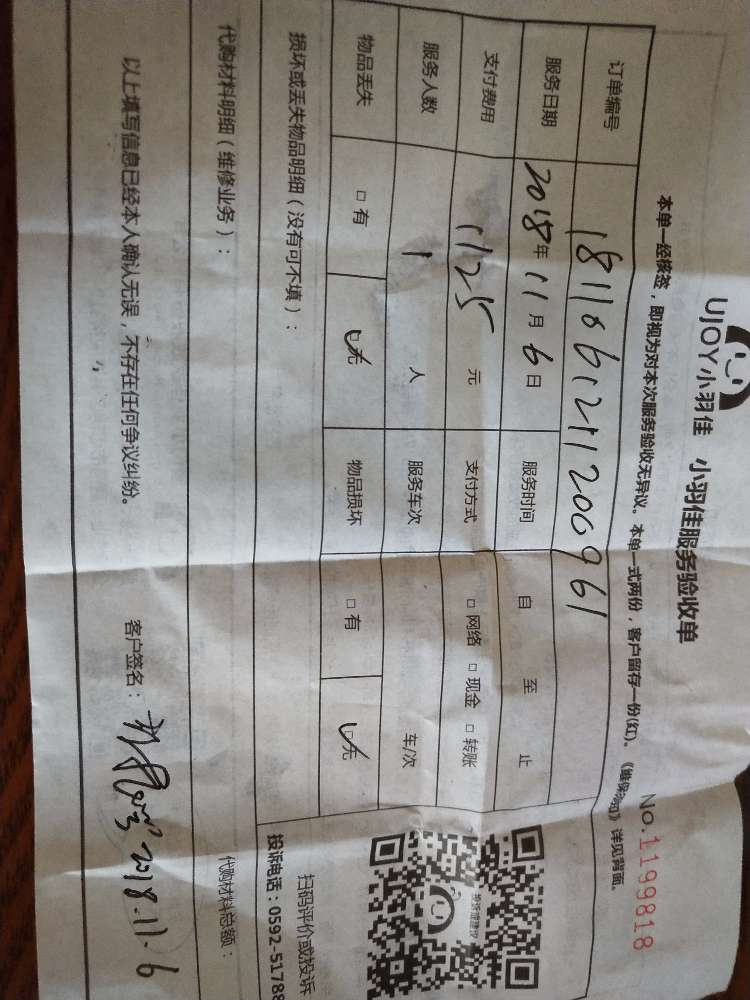 UJOY小羽佳 小羽佳服务验收单
No.1199818
本单一经核签，即视为对本次服务验收无异议。本单一式两份，客户留存一份(红)。《维保须知》详见背面。
订单编号
服务日期 2018年11月6日 服务时间 自 至 止
支付费用 1125元 支付方式 □网络 □现金 □转账
服务人数 1人 服务车次 车/次
物品丢失 □有 ☑无 物品损坏 □有 ☑无
损坏或丢失物品明细（没有可不填）：
代购材料明细（维修业务）： 代购材料总额：
扫码评价或投诉
投诉电话：0592-5178
以上填写信息已经本人确认无误，不存在任何争议纠纷。 客户签名： 2018.11.6